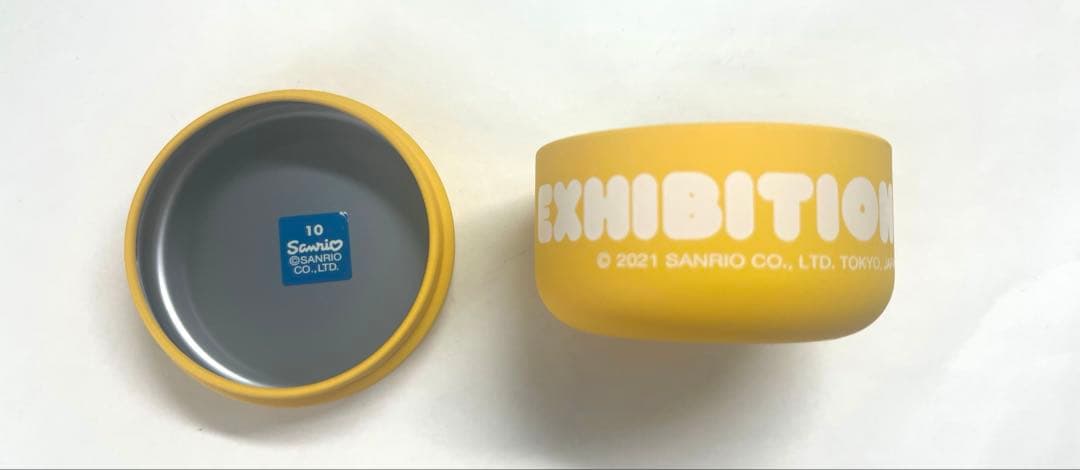 10
Sanrio
©SANRIO
CO.,LTD.
EXHIBITION
© 2021 SANRIO CO., LTD. TOKYO,